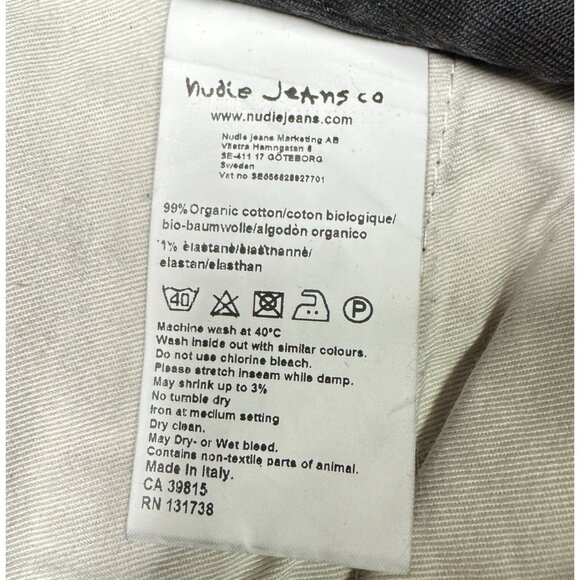 nudie jeans co
www.nudiejeans.com
Nudie Jeans Marketing AB
Västra Hamngatan 6
SE-411 17 GÖTEBORG
Sweden
Vat no SE556628927701
99% Organic cotton/coton biologique/
bio-baumwolle/algodòn organico
1% èlastane/èlasthanne/
elastan/elasthan
40 P
Machine wash at 40°C
Wash inside out with similar colours.
Do not use chlorine bleach.
Please stretch inseam while damp.
May shrink up to 3%
No tumble dry
Iron at medium setting
Dry clean.
May Dry- or Wet bleed.
Contains non-textile parts of animal.
Made in Italy.
CA 39815
RN 131738